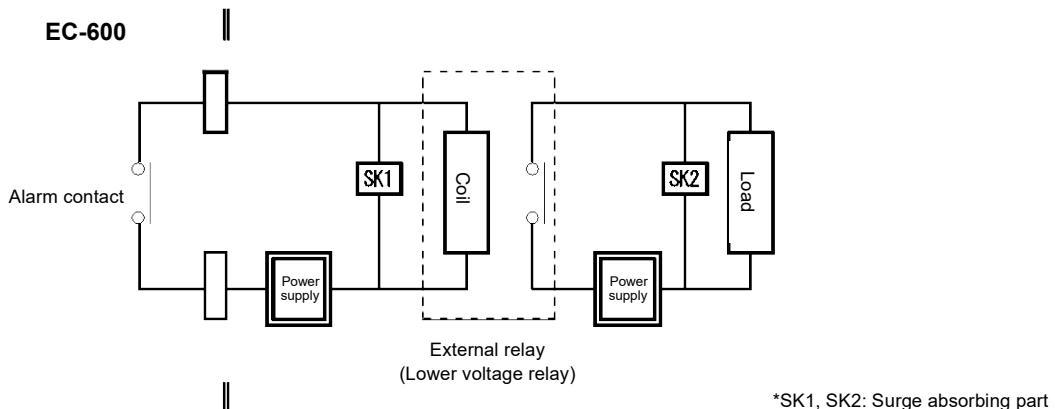 EC-600
Alarm contact
SK1
Coil
Power
supply
SK2
Load
Power
supply
External relay
(Lower voltage relay)
*SK1, SK2: Surge absorbing part